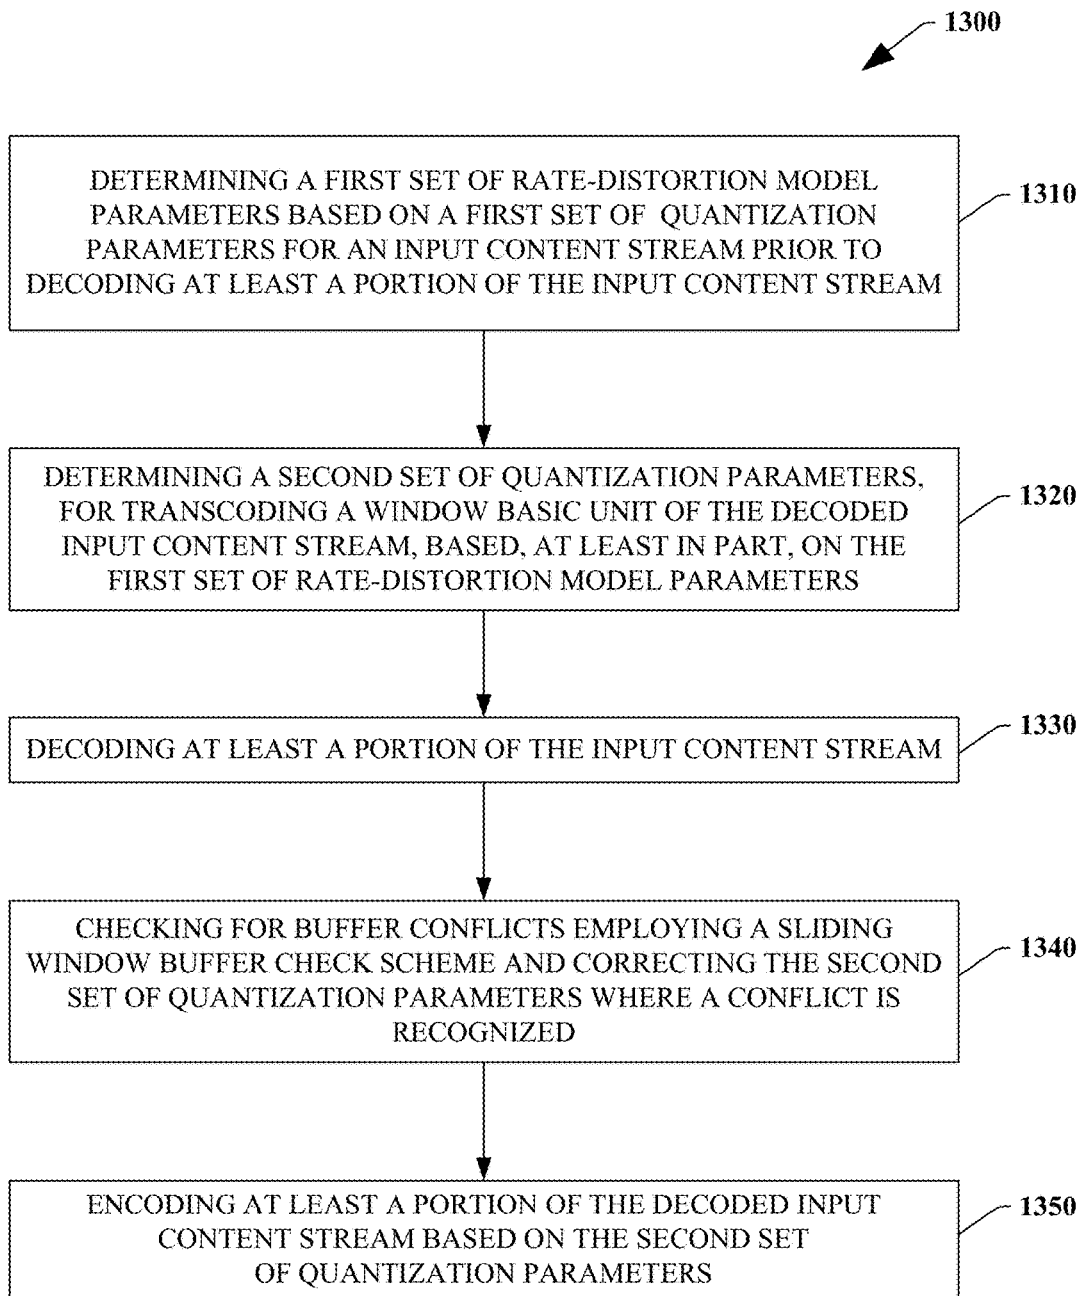 1300
DETERMINING A FIRST SET OF RATE-DISTORTION MODEL
PARAMETERS BASED ON A FIRST SET OF QUANTIZATION
PARAMETERS FOR AN INPUT CONTENT STREAM PRIOR TO
DECODING AT LEAST A PORTION OF THE INPUT CONTENT STREAM
1310
DETERMINING A SECOND SET OF QUANTIZATION PARAMETERS,
FOR TRANSCODING A WINDOW BASIC UNIT OF THE DECODED
INPUT CONTENT STREAM, BASED, AT LEAST IN PART, ON THE
FIRST SET OF RATE-DISTORTION MODEL PARAMETERS
1320
DECODING AT LEAST A PORTION OF THE INPUT CONTENT STREAM
1330
CHECKING FOR BUFFER CONFLICTS EMPLOYING A SLIDING
WINDOW BUFFER CHECK SCHEME AND CORRECTING THE SECOND
SET OF QUANTIZATION PARAMETERS WHERE A CONFLICT IS
RECOGNIZED
1340
ENCODING AT LEAST A PORTION OF THE DECODED INPUT
CONTENT STREAM BASED ON THE SECOND SET
OF QUANTIZATION PARAMETERS
1350